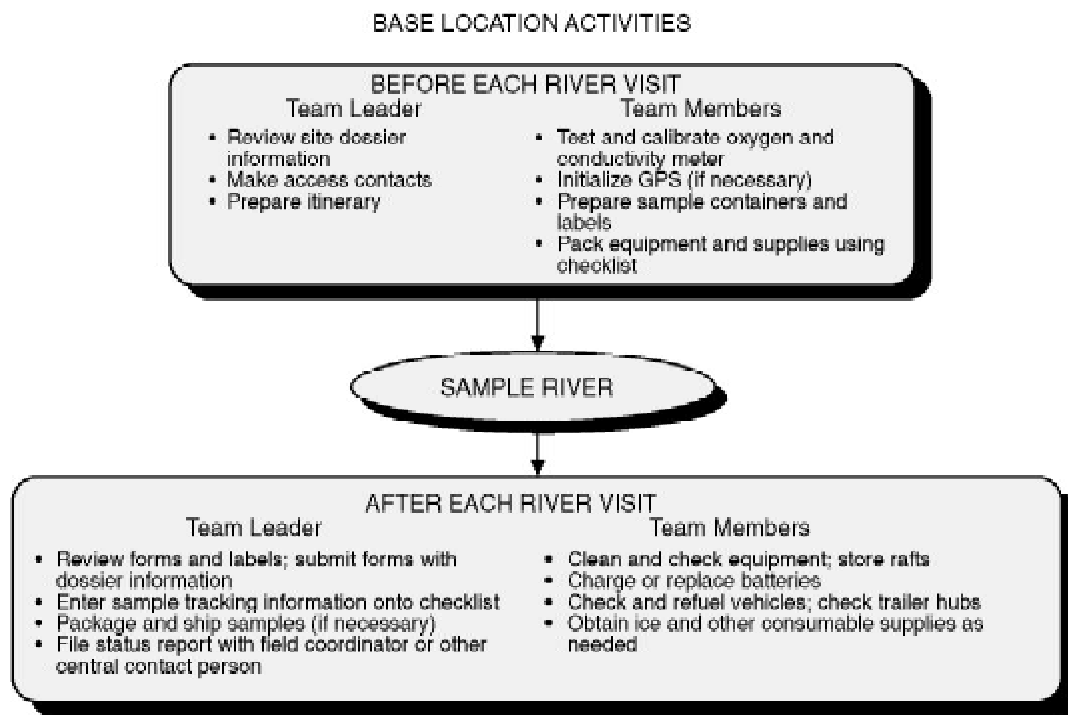 BASE LOCATION ACTIVITIES
BEFORE EACH RIVER VISIT
Team Leader
• Review site dossier
information
• Make access contacts
• Prepare itinerary
Team Members
• Test and calibrate oxygen and
conductivity meter
• Initialize GPS (if necessary)
• Prepare sample containers and
labels
• Pack equipment and supplies using
checklist
SAMPLE RIVER
AFTER EACH RIVER VISIT
Team Leader
• Review forms and labels; submit forms with
dossier information
• Enter sample tracking information onto checklist
• Package and ship samples (if necessary)
• File status report with field coordinator or other
central contact person
Team Members
• Clean and check equipment; store rafts
• Charge or replace batteries
• Check and refuel vehicles; check trailer hubs
• Obtain ice and other consumable supplies as
needed